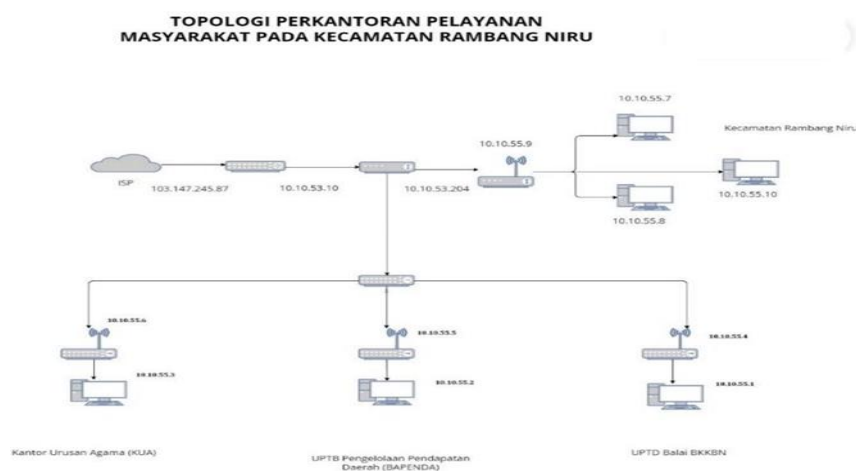 TOPOLOGI PERKANTORAN PELAYANAN
MASYARAKAT PADA KECAMATAN RAMBANG NIRU
10.10.55.7
Kecamatan Rambang Niru
10.10.55.9
ISP
103.147.245.87
10.10.53.10
10.10.53.204
10.10.55.10
10.10.55.8
10.10.55.6
10.10.55.5
10.10.55.4
10.10.55.3
10.10.55.2
10.10.55.1
Kantor Urusan Agama (KUA)
UPTB Pengelolaan Pendapatan
Daerah (BAPENDA)
UPTD Balai BKKBN